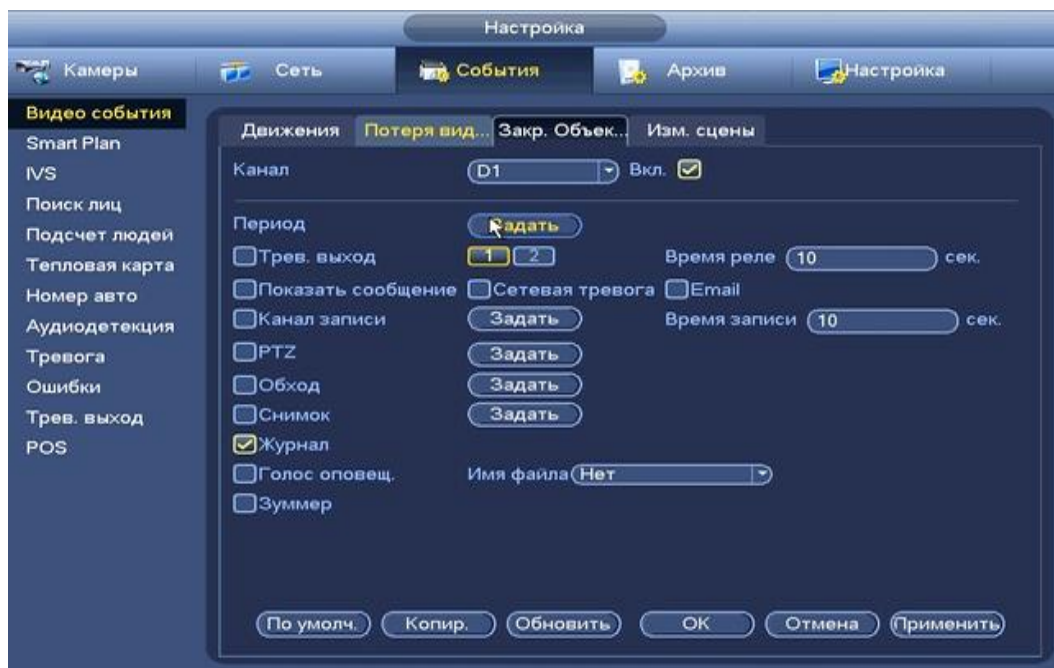 Настройка
Камеры Сеть События Архив Настройка
Видео события
Smart Plan
IVS
Поиск лиц
Подсчет людей
Тепловая карта
Номер авто
Аудиодетекция
Тревога
Ошибки
Трев. выход
POS
Движения Потеря вид... Закр. Объек... Изм. сцены
Канал D1 Вкл.
Период Задать
Трев. выход 1 2 Время реле 10 сек.
Показать сообщение Сетевая тревога Email
Канал записи Задать Время записи 10 сек.
PTZ Задать
Обход Задать
Снимок Задать
Журнал
Голос оповещ. Имя файла Нет
Зуммер
По умолч. Копир. Обновить OK Отмена Применить